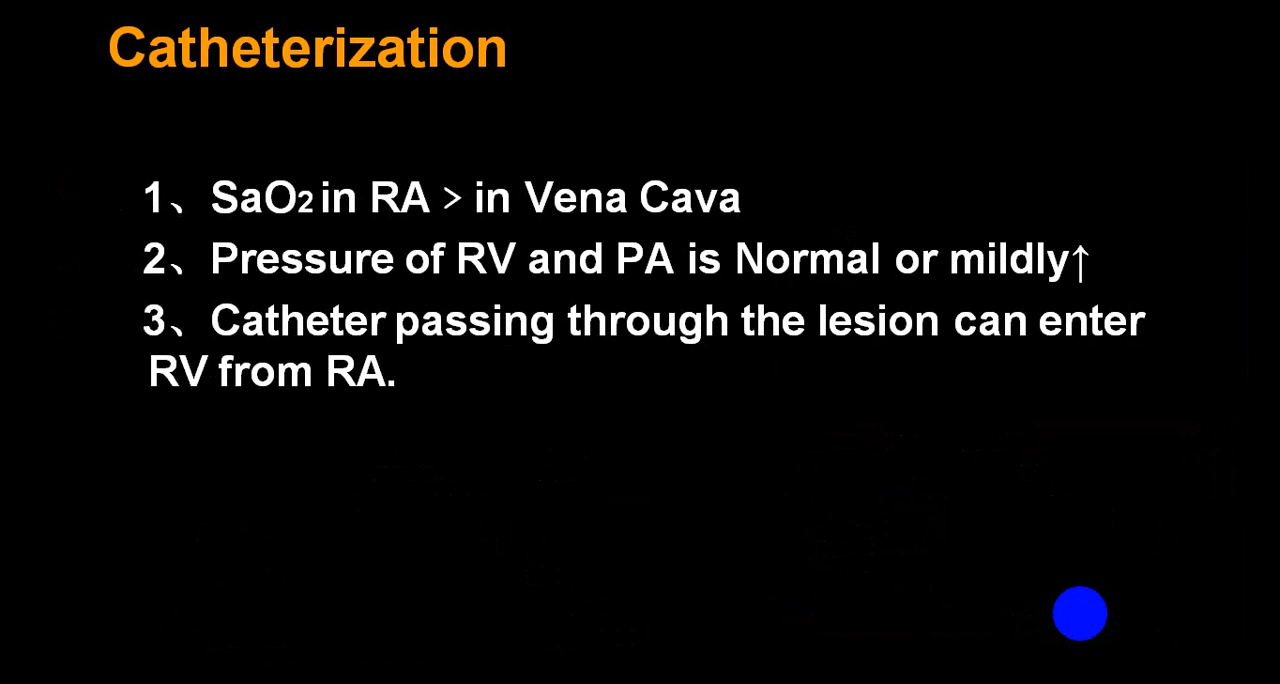 Catheterization
1、SaO2 in RA > in Vena Cava
2、Pressure of RV and PA is Normal or mildly↑
3、Catheter passing through the lesion can enter
RV from RA.